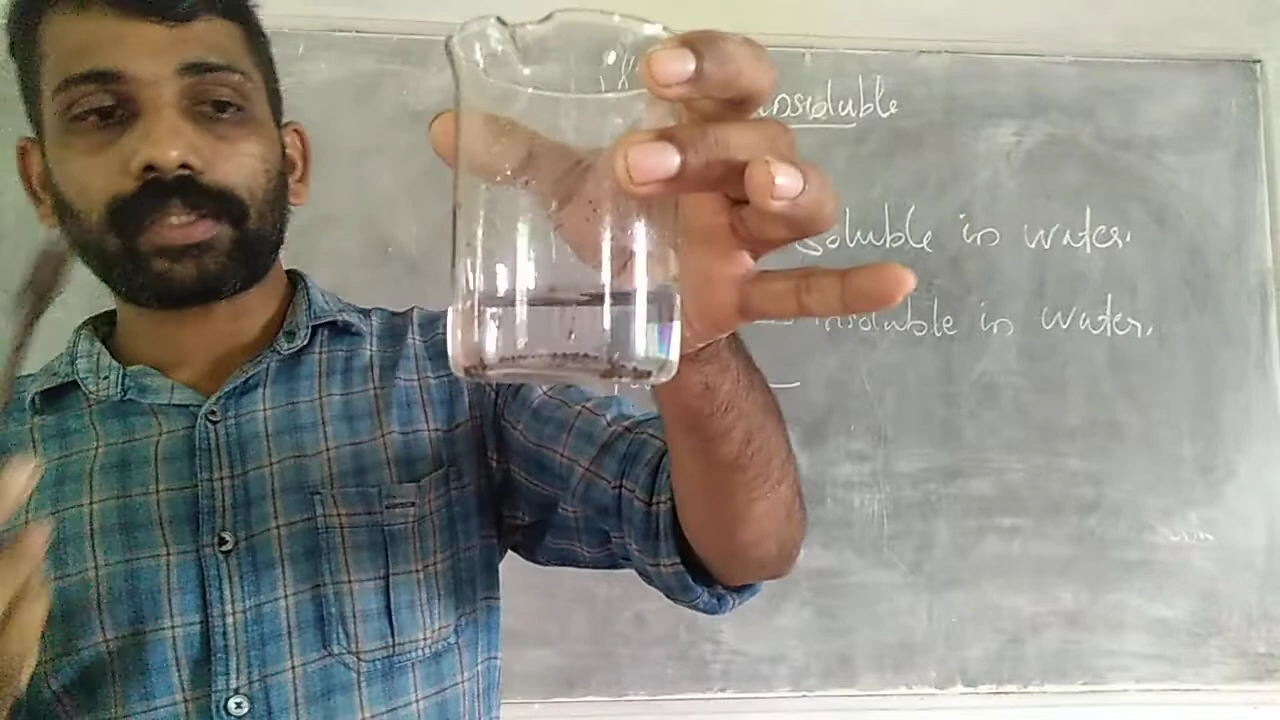 insoluble
Soluble in water.
insoluble in water.